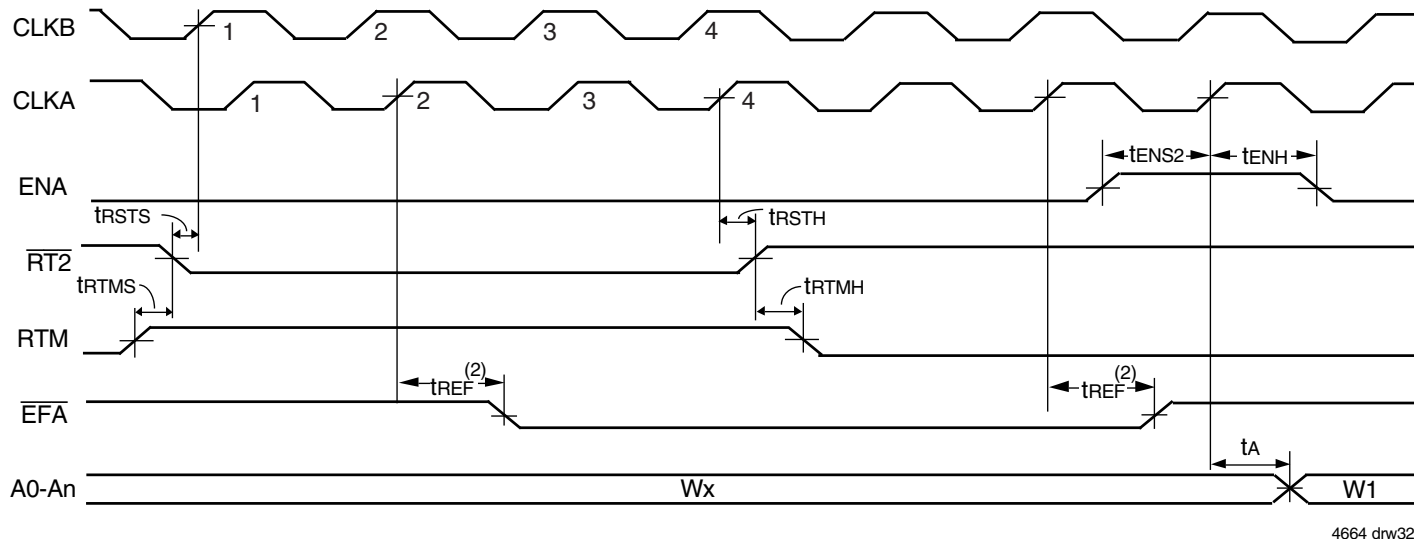 CLKB 1 2 3 4
CLKA 1 2 3 4
tENS2 tENH
ENA
tRSTS tRSTH
RT2
tRTMS tRTMH
RTM
tREF(2) tREF(2)
EFA
tA
A0-An Wx W1
4664 drw32